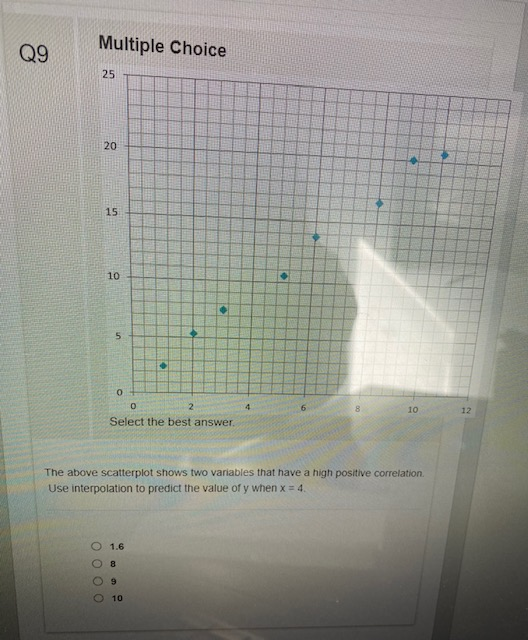 Q9
Multiple Choice
25
20
15
10
5
0
0 2 4 6 8 10 12
Select the best answer.
The above scatterplot shows two variables that have a high positive correlation.
Use interpolation to predict the value of y when x = 4.
1.6
8
9
10